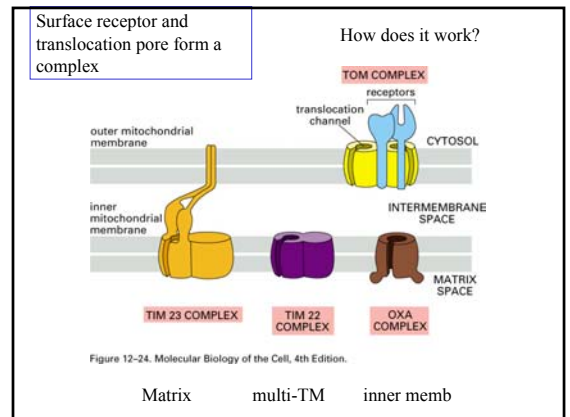 Surface receptor and
translocation pore form a
complex
How does it work?
TOM COMPLEX
receptors
translocation
channel
outer mitochondrial
membrane
CYTOSOL
inner
mitochondrial
membrane
INTERMEMBRANE
SPACE
MATRIX
SPACE
TIM 23 COMPLEX
TIM 22
COMPLEX
OXA
COMPLEX
Figure 12–24. Molecular Biology of the Cell, 4th Edition.
Matrix multi-TM inner memb